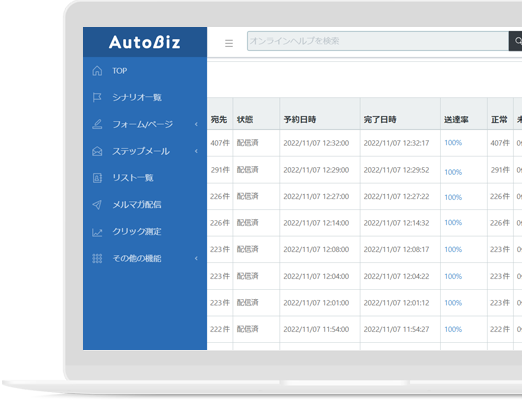 AutoBiz
オンラインヘルプを検索
TOP
シナリオ一覧
フォーム/ページ
ステップメール
リスト一覧
メルマガ配信
クリック測定
その他の機能
宛先 状態 予約日時 完了日時 送達率 正常
407件 配信済 2022/11/07 12:32:00 2022/11/07 12:32:17 100% 407件
291件 配信済 2022/11/07 12:29:00 2022/11/07 12:29:52 100% 291件
226件 配信済 2022/11/07 12:27:00 2022/11/07 12:27:22 100% 226件
226件 配信済 2022/11/07 12:14:00 2022/11/07 12:14:32 100% 226件
223件 配信済 2022/11/07 12:08:00 2022/11/07 12:08:17 100% 223件
223件 配信済 2022/11/07 12:04:00 2022/11/07 12:04:22 100% 223件
223件 配信済 2022/11/07 12:01:00 2022/11/07 12:01:12 100% 223件
222件 配信済 2022/11/07 11:54:00 2022/11/07 11:54:27 100% 222件